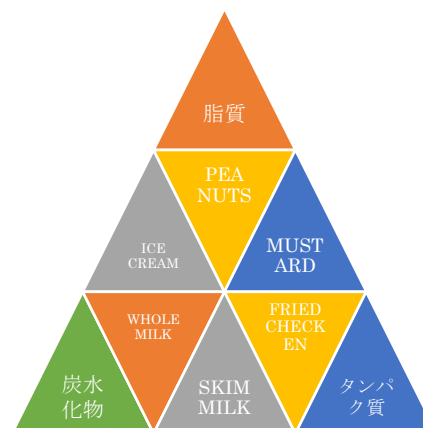 脂質
PEA
NUTS
ICE
CREAM
MUST
ARD
WHOLE
MILK
FRIED
CHECK
EN
炭水
化物
SKIM
MILK
タンパ
ク質